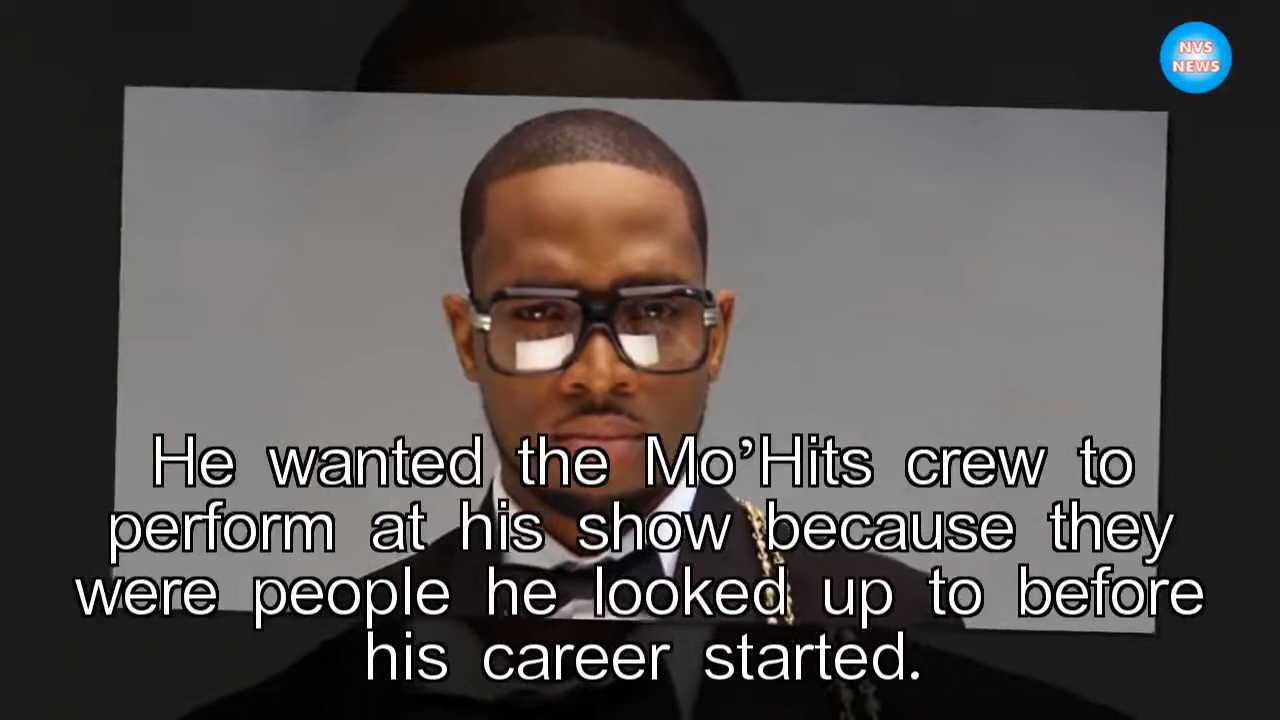 NVS
NEWS
He wanted the Mo’Hits crew to
perform at his show because they
were people he looked up to before
his career started.